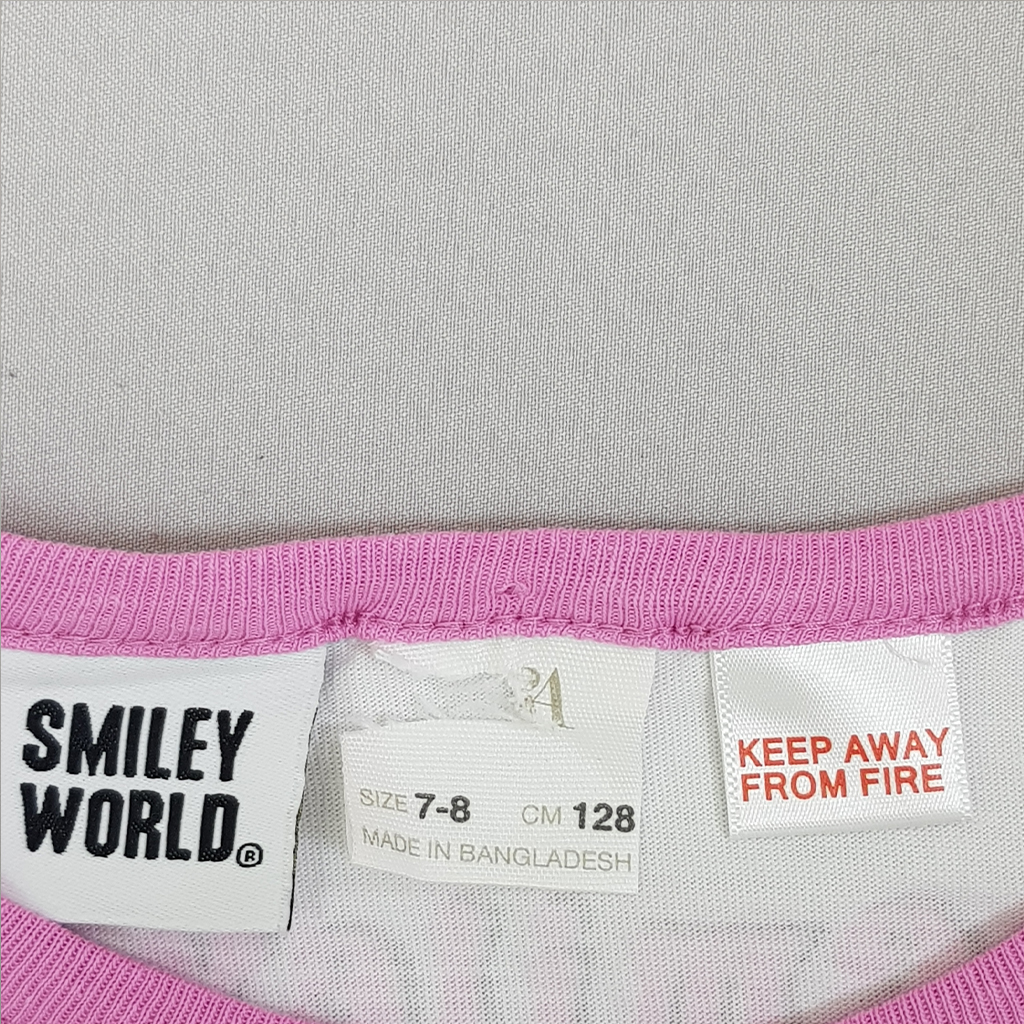 SMILEY
WORLD®
SIZE 7-8 CM 128
MADE IN BANGLADESH
KEEP AWAY
FROM FIRE